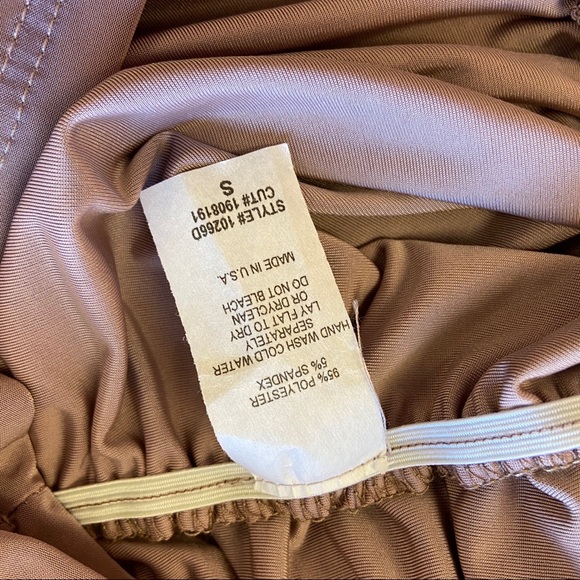 95% POLYESTER
5% SPANDEX
HAND WASH COLD WATER
SEPARATELY
LAY FLAT TO DRY
OR DRYCLEAN
DO NOT BLEACH
MADE IN U.S.A
STYLE# 10266D
CUT# 1908191
S